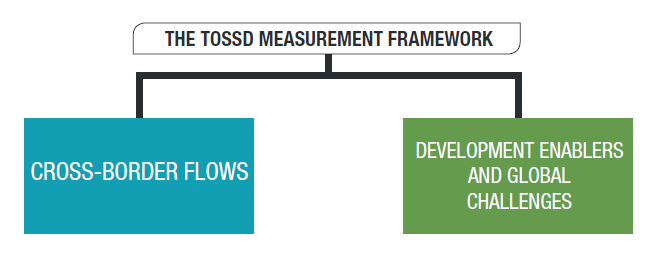 THE TOSSD MEASUREMENT FRAMEWORK
CROSS-BORDER FLOWS
DEVELOPMENT ENABLERS
AND GLOBAL
CHALLENGES